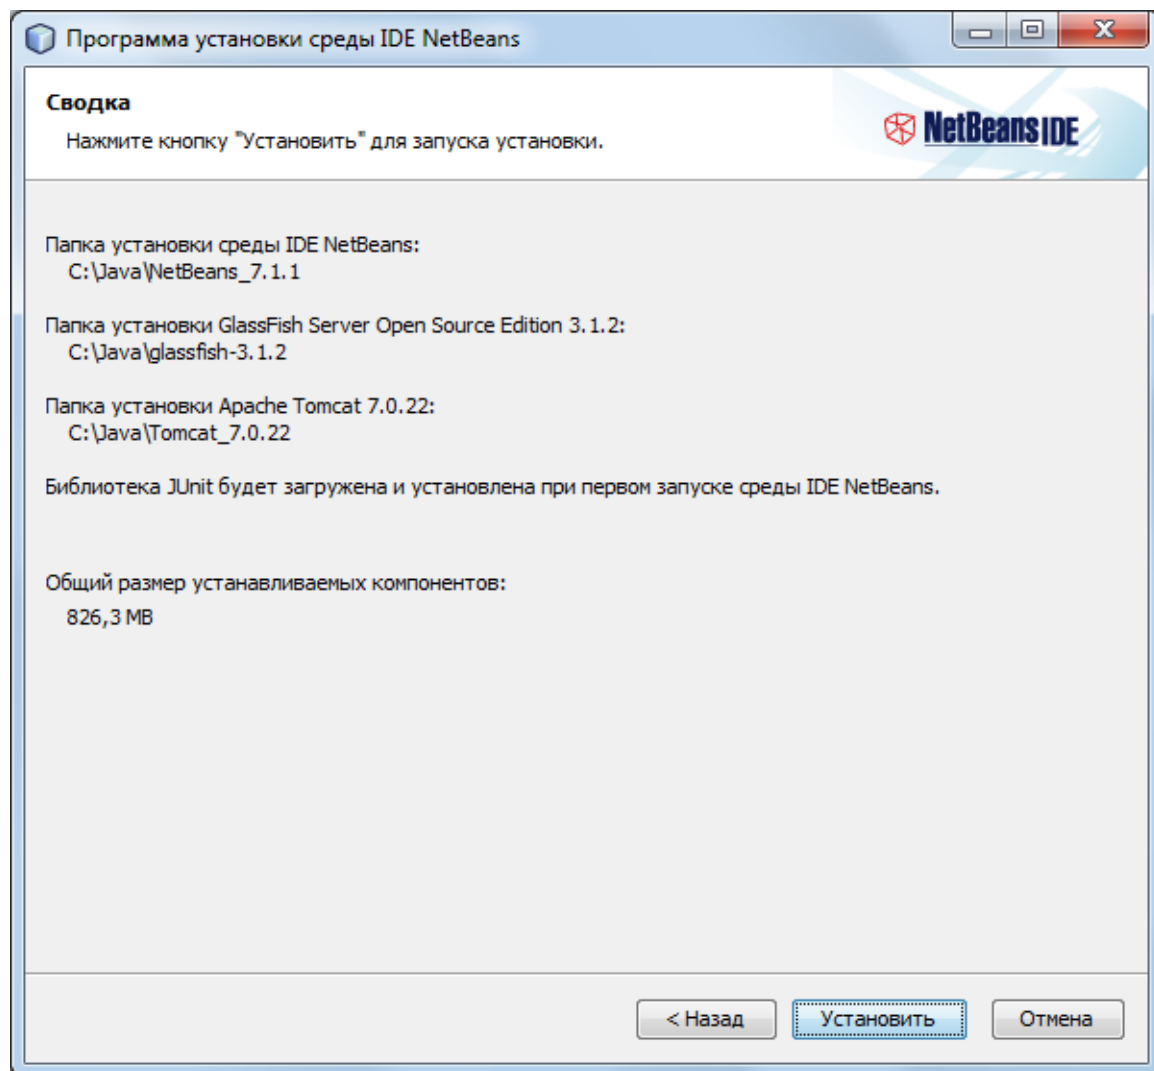 Программа установки среды IDE NetBeans
Сводка
Нажмите кнопку "Установить" для запуска установки.
NetBeans IDE
Папка установки среды IDE NetBeans:
C:\Java\NetBeans_7.1.1
Папка установки GlassFish Server Open Source Edition 3.1.2:
C:\Java\glassfish-3.1.2
Папка установки Apache Tomcat 7.0.22:
C:\Java\Tomcat_7.0.22
Библиотека JUnit будет загружена и установлена при первом запуске среды IDE NetBeans.
Общий размер устанавливаемых компонентов:
826,3 MB
< Назад
Установить
Отмена